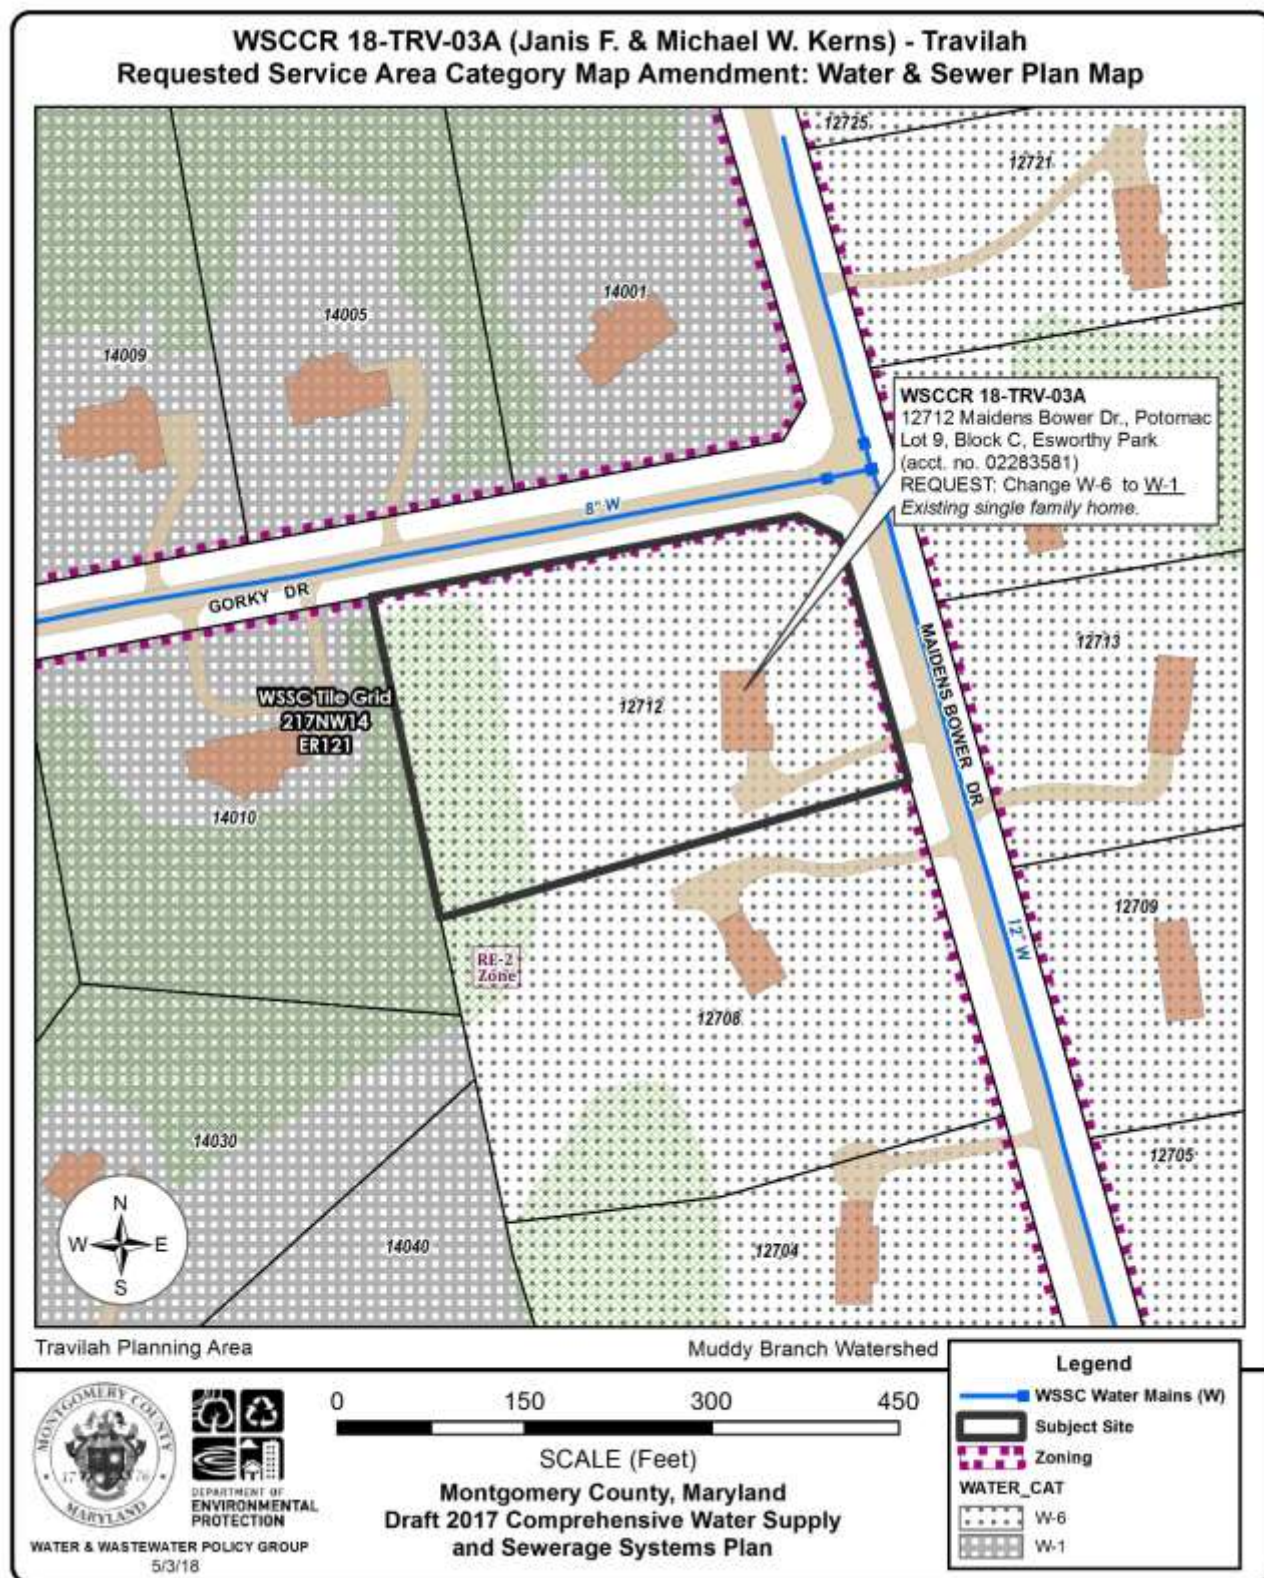 WSCCR 18-TRV-03A (Janis F. & Michael W. Kerns) - Travilah
Requested Service Area Category Map Amendment: Water & Sewer Plan Map
12725
12721
14001
14005
14009
WSCCR 18-TRV-03A
12712 Maidens Bower Dr., Potomac
Lot 9, Block C, Esworthy Park
(acct. no. 02283581)
REQUEST: Change W-6 to W-1
Existing single family home.
8" W
GORKY DR
MAIDENS BOWER DR
12713
WSSC Tile Grid
217NW14
ER121
12712
14010
12709
12" W
RE-2
Zone
12708
14030
12705
14040
12704
N
W E
S
Travilah Planning Area
Muddy Branch Watershed
Legend
WSSC Water Mains (W)
Subject Site
Zoning
WATER_CAT
W-6
W-1
MONTGOMERY COUNTY
17 76
MARYLAND
DEPARTMENT OF
ENVIRONMENTAL
PROTECTION
WATER & WASTEWATER POLICY GROUP
5/3/18
0 150 300 450
SCALE (Feet)
Montgomery County, Maryland
Draft 2017 Comprehensive Water Supply
and Sewerage Systems Plan